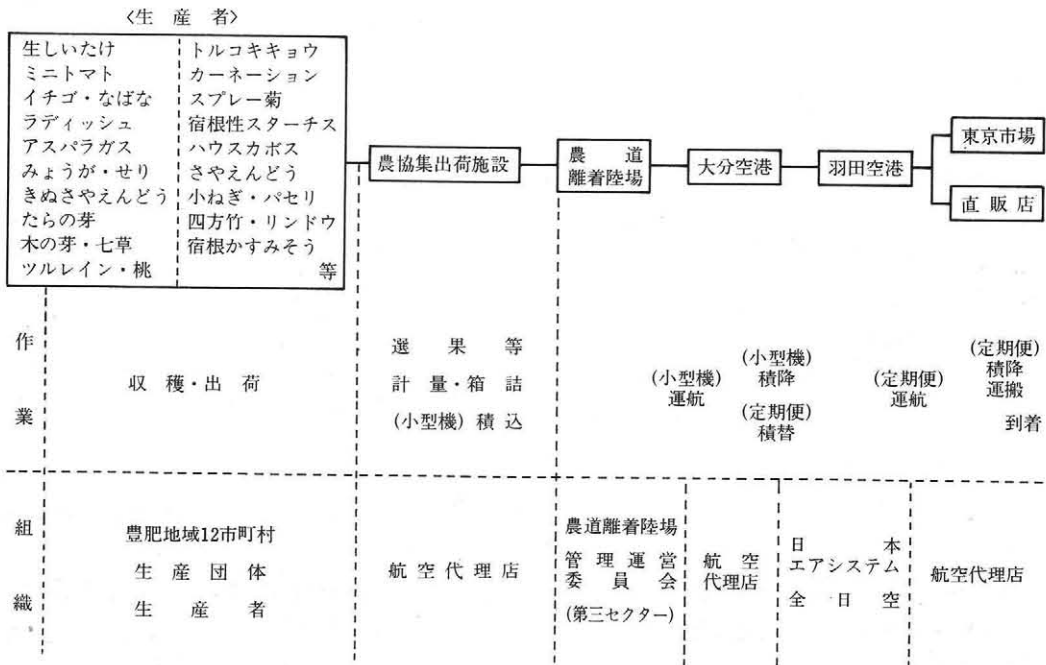 〈生産者〉
生しいたけ
ミニトマト
イチゴ・なばな
ラディッシュ
アスパラガス
みょうが・せり
きぬさやえんどう
たらの芽
木の芽・七草
ツルレイン・桃
トルコキキョウ
カーネーション
スプレー菊
宿根性スターチス
ハウスカボス
さやえんどう
小ねぎ・パセリ
四方竹・リンドウ
宿根かすみそう
等
農協集出荷施設
農道
離着陸場
大分空港
羽田空港
東京市場
直販店
作業
収穫・出荷
選果等
計量・箱詰
(小型機)積込
(小型機)
運航
(小型機)
積降
(定期便)
積替
(定期便)
運航
(定期便)
積降
運搬
到着
組織
豊肥地域12市町村
生産団体
生産者
航空代理店
農道離着陸場
管理運営
委員会
(第三セクター)
航空
代理店
日本
エアシステム
全日空
航空代理店